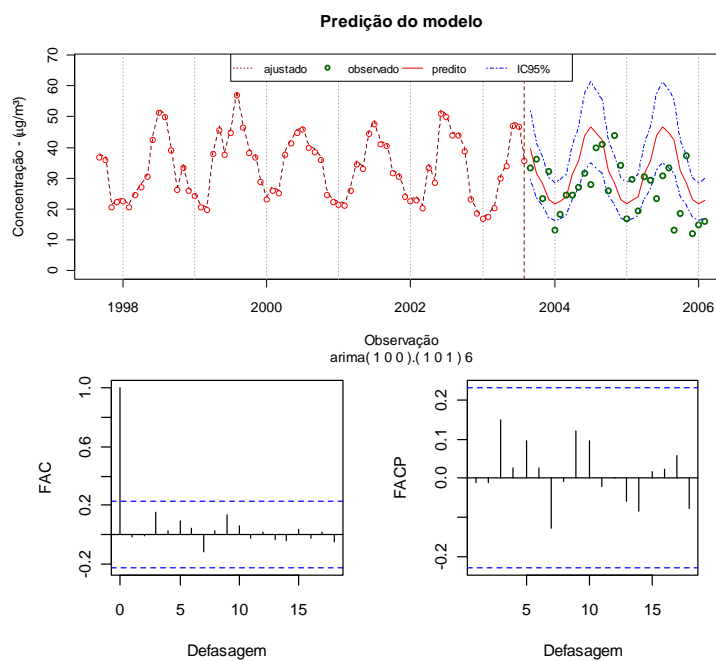 Predição do modelo
Concentração - (µg/m³)
70
60
50
40
30
20
10
0
ajustado
observado
predito
IC95%
1998
2000
2002
2004
2006
Observação
arima( 1 0 0 ).( 1 0 1 ) 6
FAC
1.0
0.6
0.2
-0.2
0
5
10
15
Defasagem
FACP
0.2
0.1
0.0
-0.2
5
10
15
Defasagem